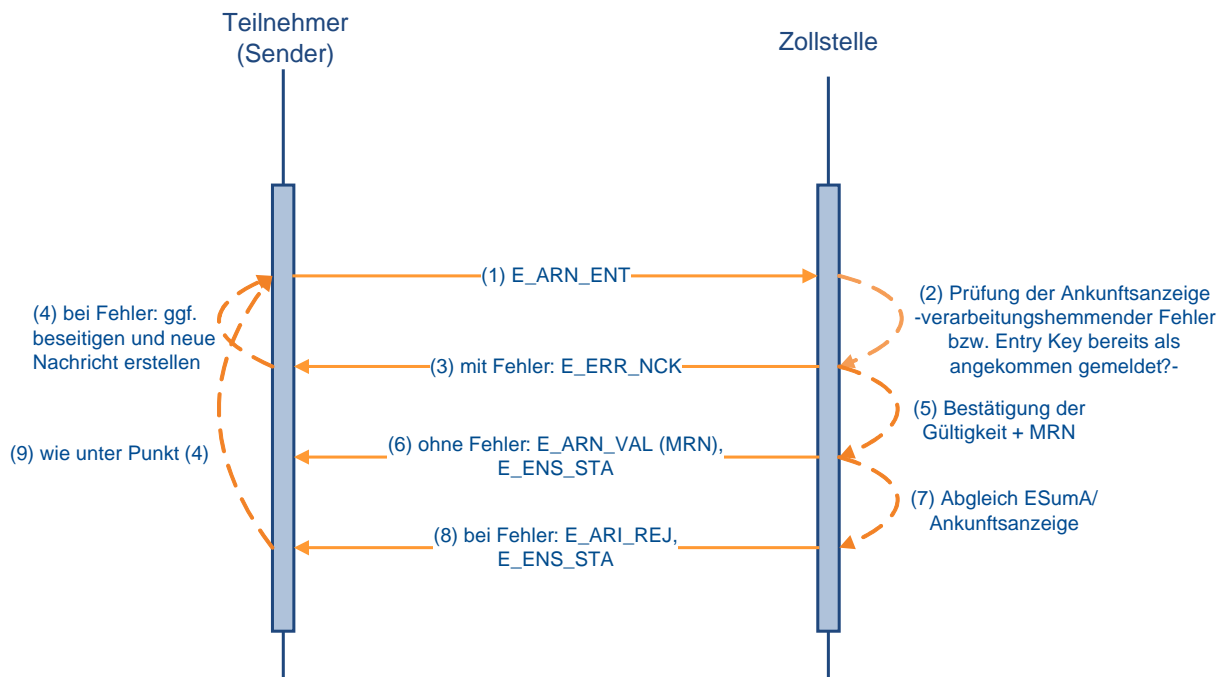 Teilnehmer
(Sender)
Zollstelle
(1) E_ARN_ENT
(2) Prüfung der Ankunftsanzeige
-verarbeitungshemmender Fehler
bzw. Entry Key bereits als
angekommen gemeldet?-
(4) bei Fehler: ggf.
beseitigen und neue
Nachricht erstellen
(3) mit Fehler: E_ERR_NCK
(5) Bestätigung der
Gültigkeit + MRN
(9) wie unter Punkt (4)
(6) ohne Fehler: E_ARN_VAL (MRN),
E_ENS_STA
(7) Abgleich ESumA/
Ankunftsanzeige
(8) bei Fehler: E_ARI_REJ,
E_ENS_STA